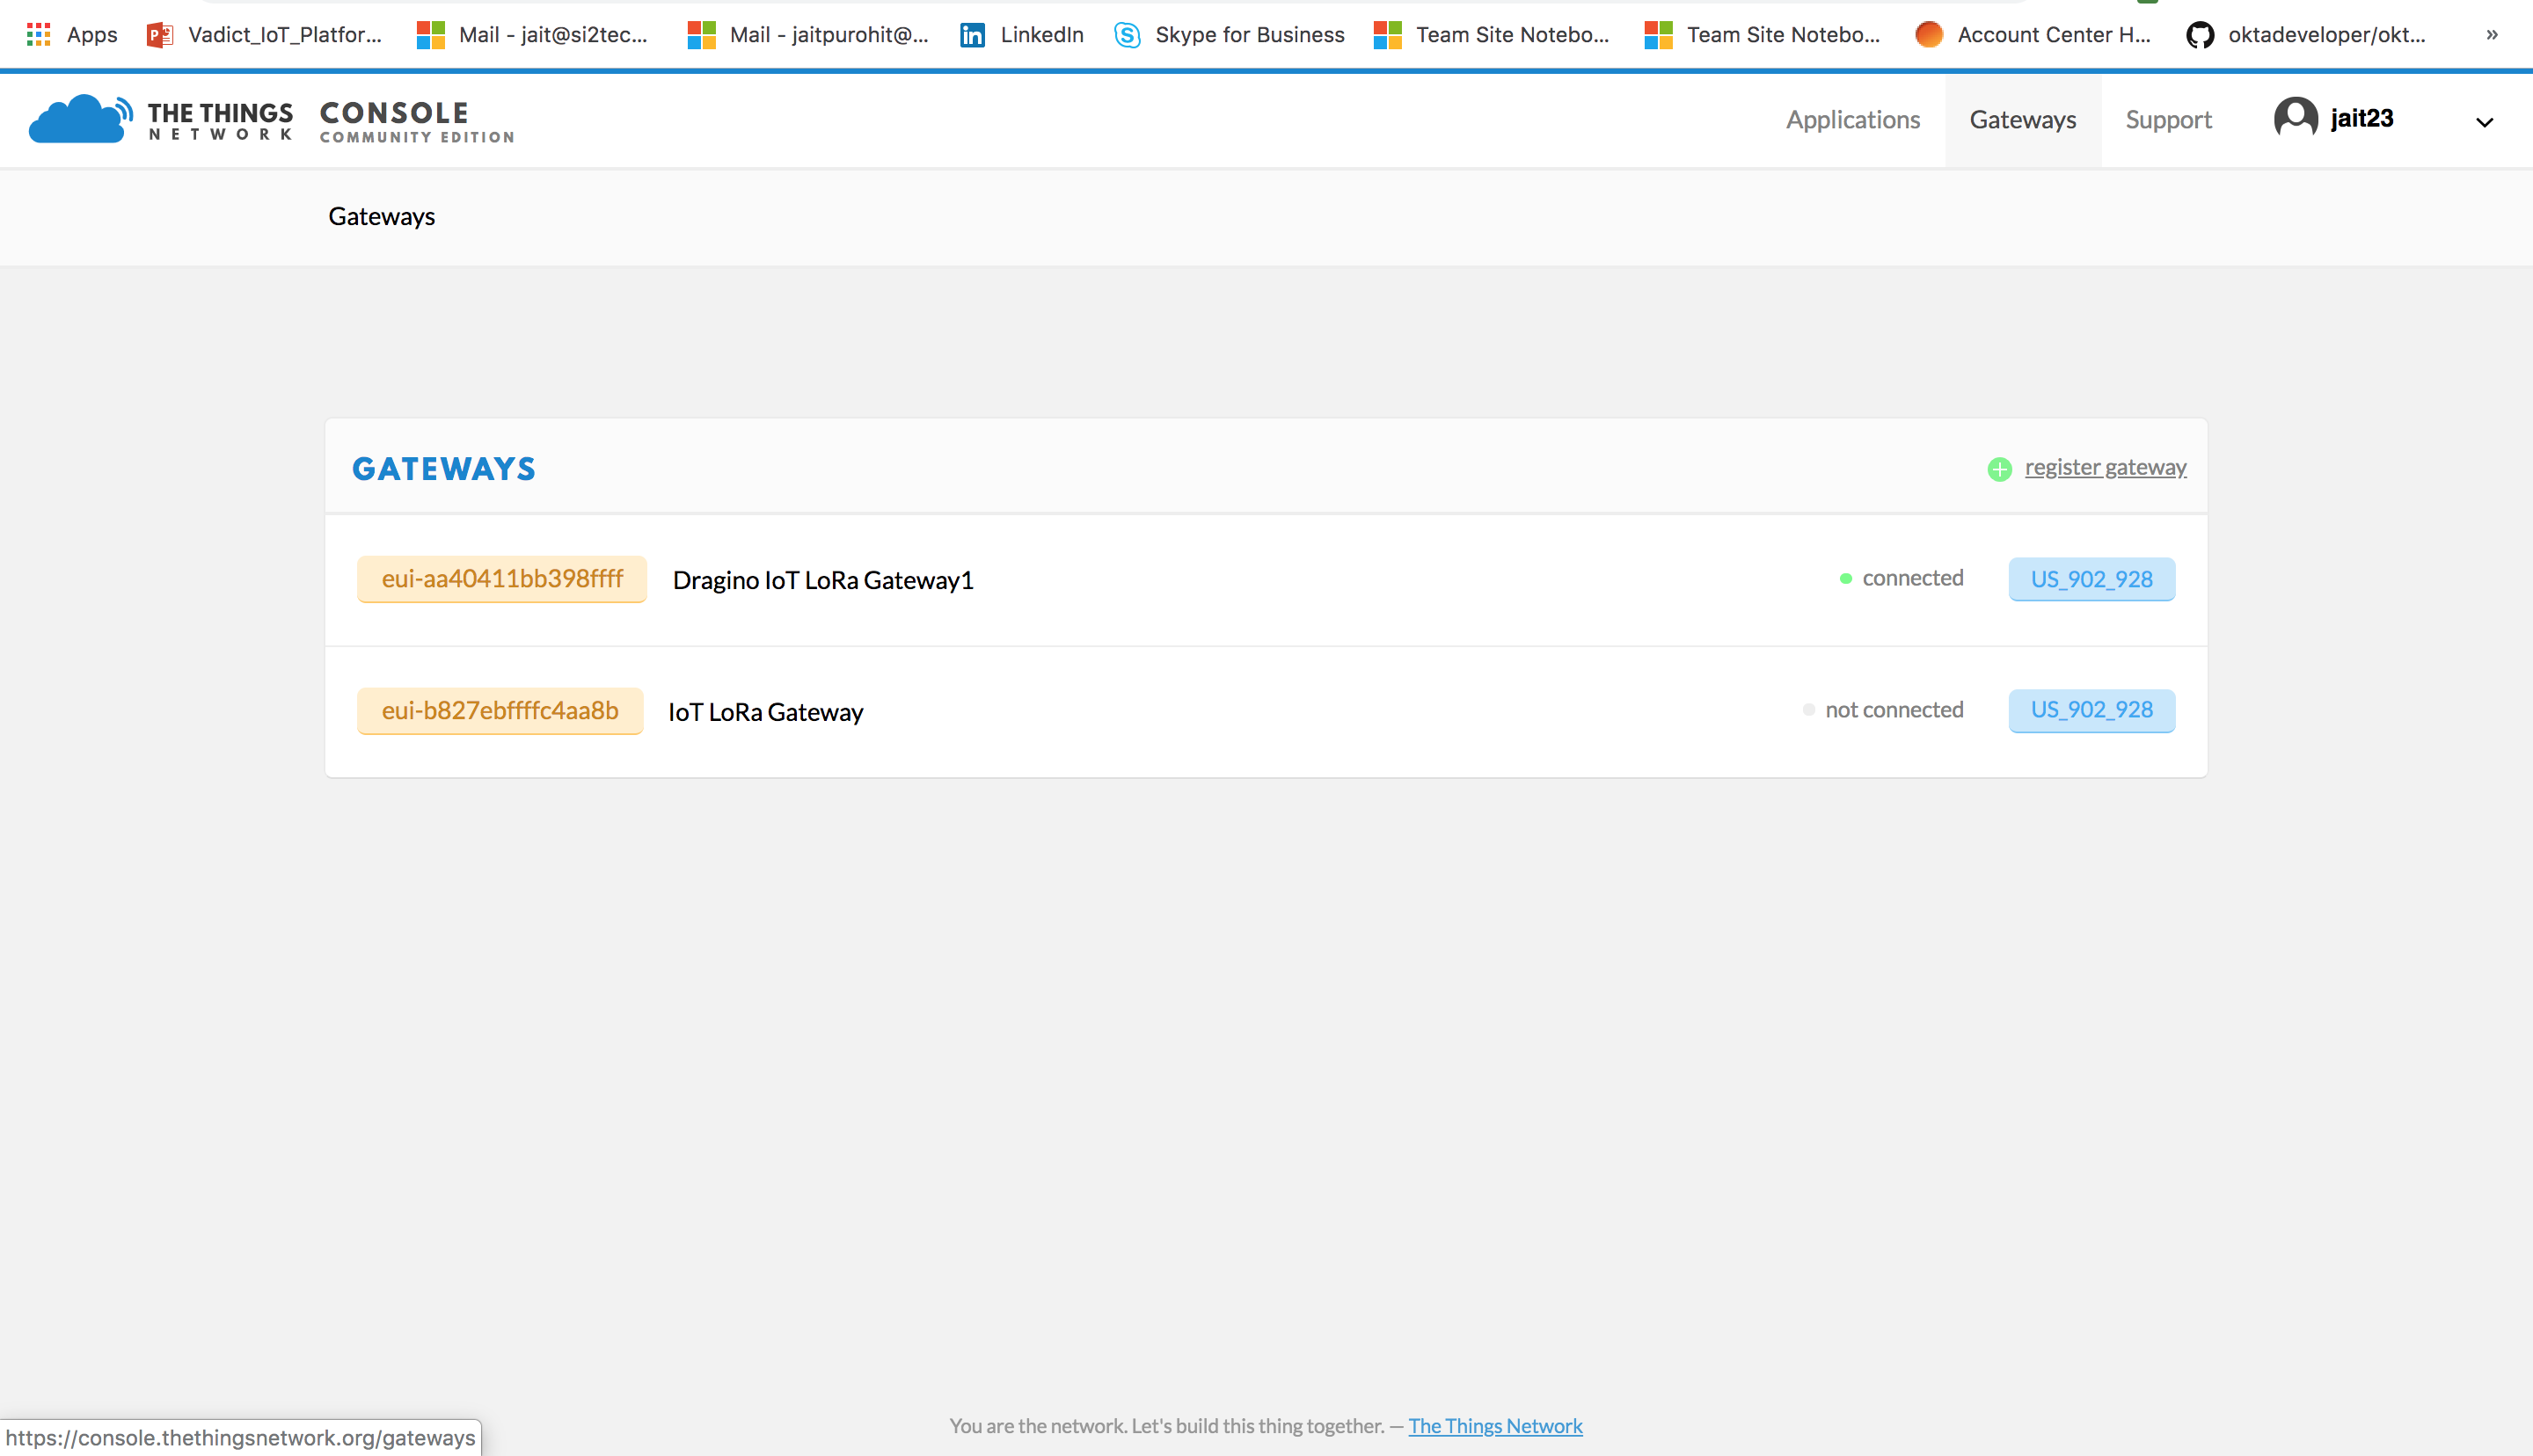 Apps Vadict_IoT_Platfor... Mail - jait@si2tec... Mail - jaitpurohit@... LinkedIn Skype for Business Team Site Notebo... Team Site Notebo... Account Center H... oktadeveloper/okt... »
THE THINGS
NETWORK
CONSOLE
COMMUNITY EDITION
Applications Gateways Support jait23
Gateways
GATEWAYS register gateway
eui-aa40411bb398ffff Dragino IoT LoRa Gateway1 connected US_902_928
eui-b827ebffffc4aa8b IoT LoRa Gateway not connected US_902_928
You are the network. Let's build this thing together. — The Things Network
https://console.thethingsnetwork.org/gateways